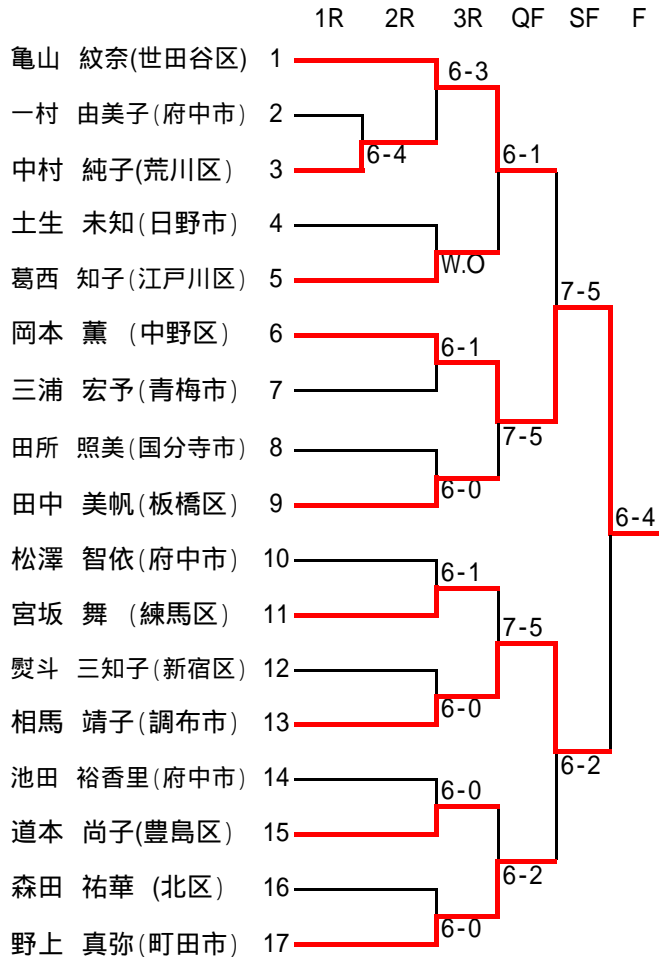 1R 2R 3R QF SF F
亀山 紋奈(世田谷区) 1
6-3
一村 由美子(府中市) 2
6-4
6-1
中村 純子(荒川区) 3
土生 未知(日野市) 4
W.O
葛西 知子(江戸川区) 5
7-5
岡本 薫 (中野区) 6
6-1
三浦 宏予(青梅市) 7
7-5
田所 照美(国分寺市) 8
6-0
田中 美帆(板橋区) 9
6-4
松澤 智依(府中市) 10
6-1
宮坂 舞 (練馬区) 11
7-5
熨斗 三知子(新宿区) 12
6-0
相馬 靖子(調布市) 13
6-2
池田 裕香里(府中市) 14
6-0
道本 尚子(豊島区) 15
6-2
森田 祐華 (北区) 16
6-0
野上 真弥(町田市) 17